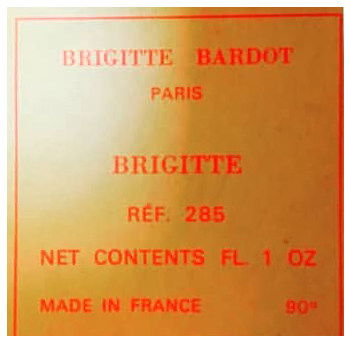 BRIGITTE BARDOT
PARIS
BRIGITTE
RÉF. 285
NET CONTENTS FL. 1 OZ
MADE IN FRANCE 90°